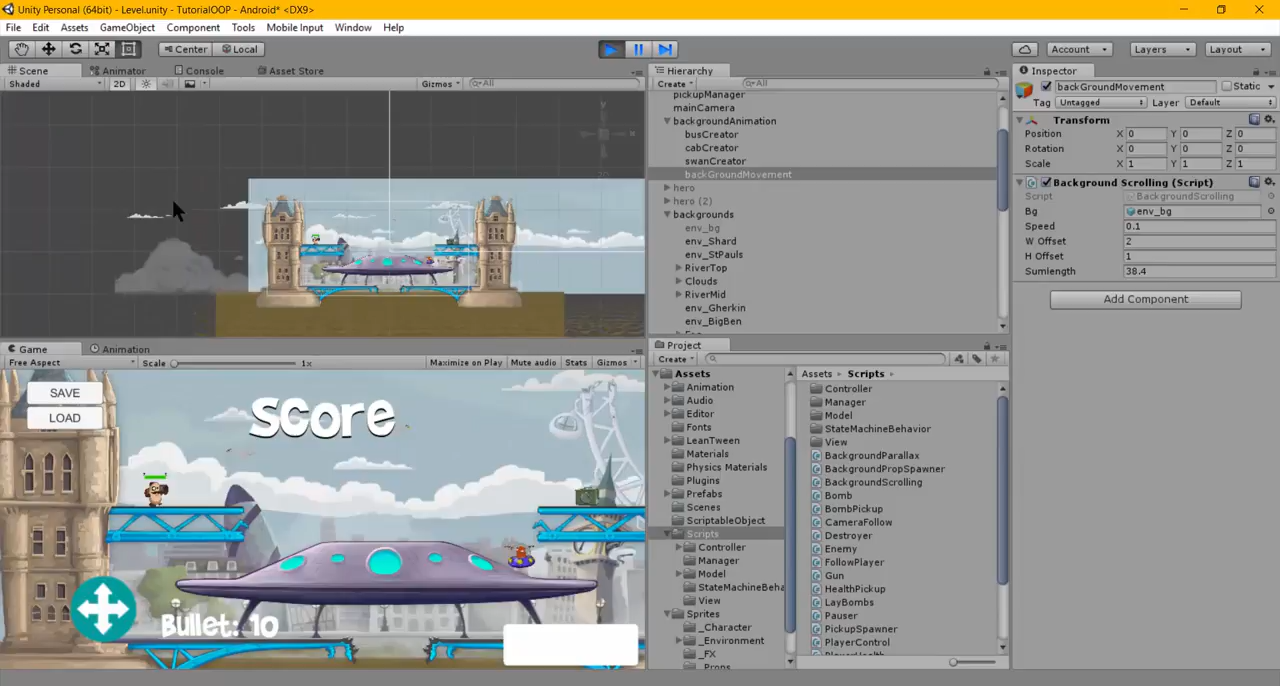 Unity Personal (64bit) - Level.unity - TutorialOOP - Android* <DX9>
File Edit Assets GameObject Component Tools Mobile Input Window Help
Center Local Account Layers Layout
Scene Animator Console Asset Store
Shaded 2D Gizmos All
Hierarchy
Create All
pickupManager
mainCamera
backgroundAnimation
busCreator
cabCreator
swanCreator
backGroundMovement
hero
hero (2)
backgrounds
env_bg
env_Shard
env_StPauls
RiverTop
Clouds
RiverMid
env_Gherkin
env_BigBen
Inspector
backGroundMovement Static
Tag Untagged Layer Default
Transform
Position X 0 Y 0 Z 0
Rotation X 0 Y 0 Z 0
Scale X 1 Y 1 Z 1
Background Scrolling (Script)
Script BackgroundScrolling
Bg env_bg
Speed 0.1
W Offset 2
H Offset 1
Sumlength 38.4
Add Component
Game Animation
Free Aspect Scale 1x Maximize on Play Mute audio Stats Gizmos
SAVE
LOAD
Score
Bullet: 10
Project
Create
Assets
Animation
Audio
Editor
Fonts
LeanTween
Materials
Physics Materials
Plugins
Prefabs
Scenes
ScriptableObject
Scripts
Controller
Manager
Model
StateMachineBeha
View
Sprites
_Character
_Environment
_FX
_Props
Assets Scripts
Controller
Manager
Model
StateMachineBehavior
View
BackgroundParallax
BackgroundPropSpawner
BackgroundScrolling
Bomb
BombPickup
CameraFollow
Destroyer
Enemy
FollowPlayer
Gun
HealthPickup
LayBombs
Pauser
PickupSpawner
PlayerControl
PlayerHealth